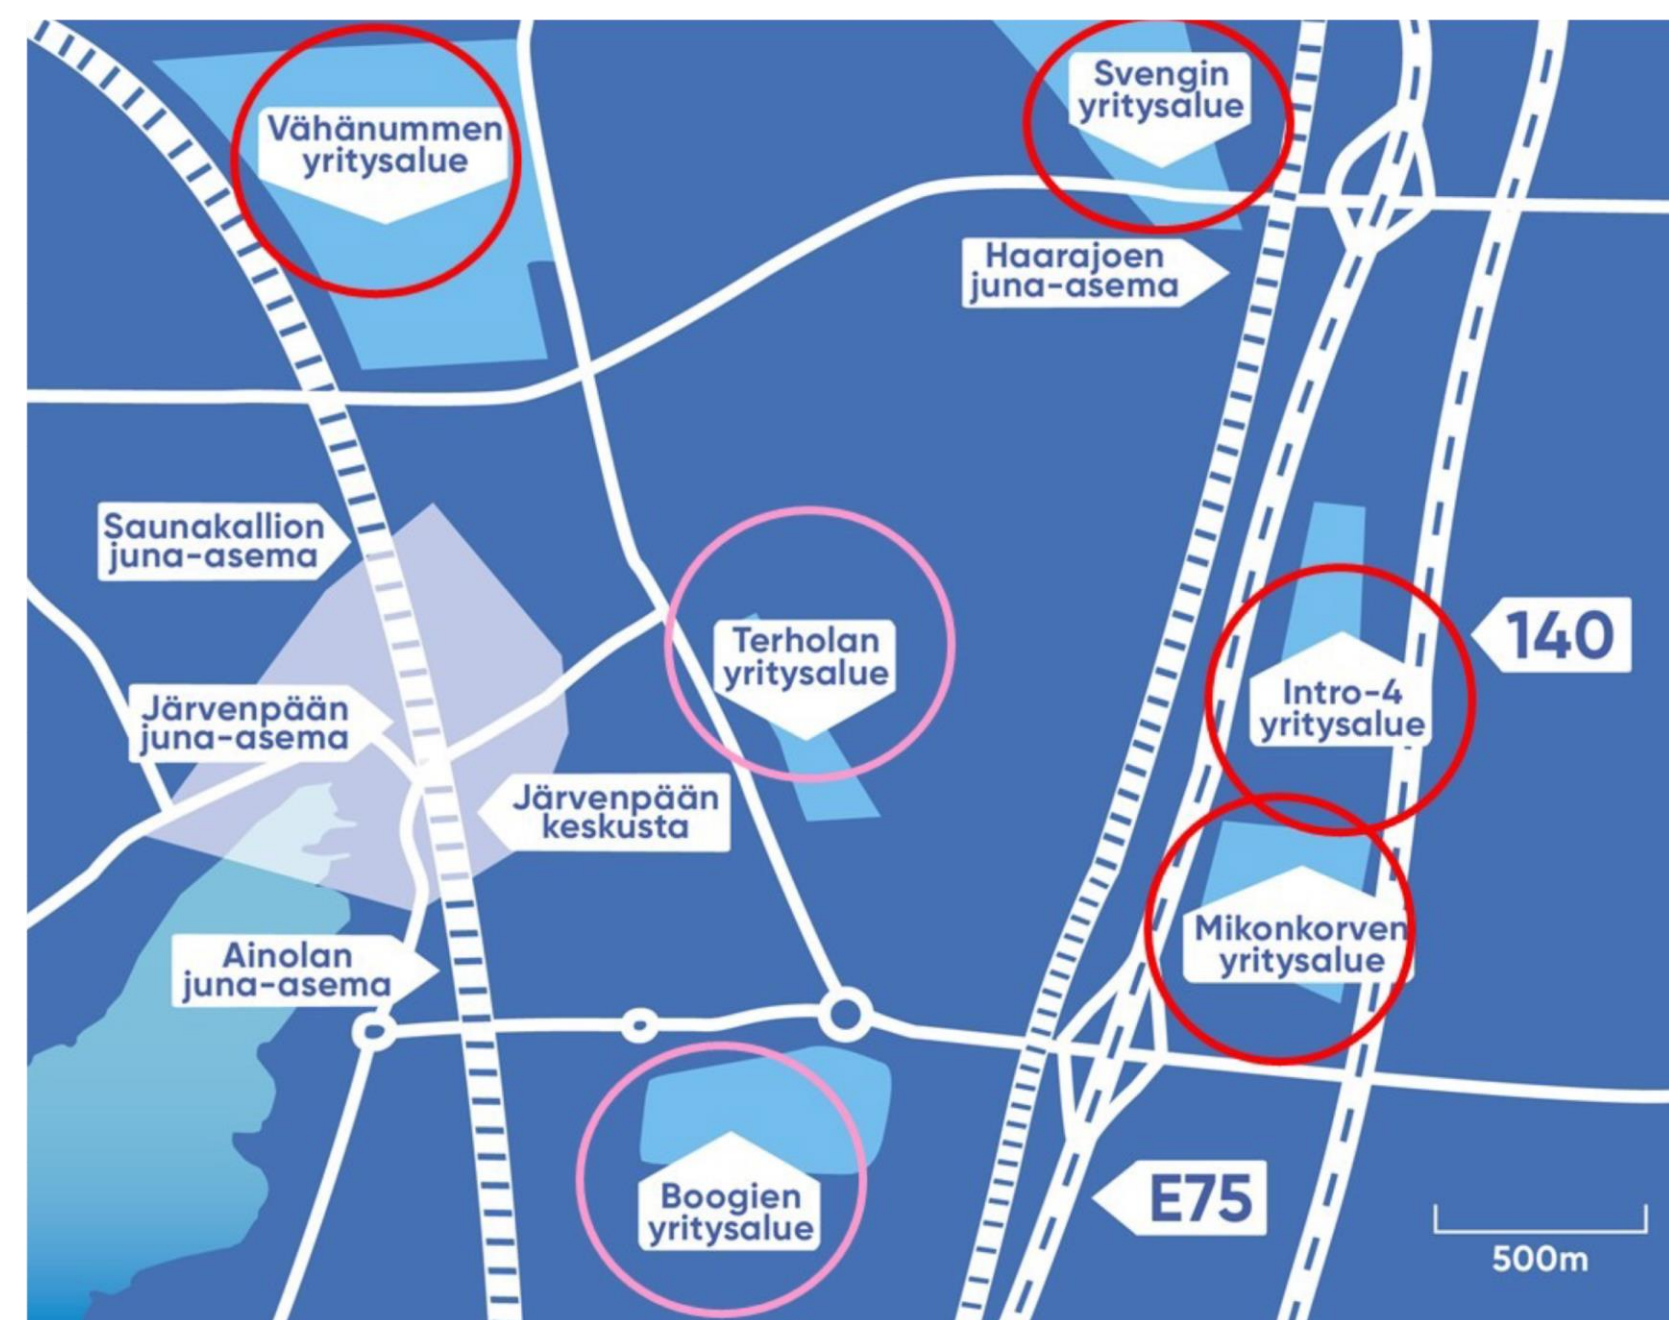 Vähänummen
yritysalue
Svengin
yritysalue
Haarajoen
juna-asema
Saunakallion
juna-asema
Terholan
yritysalue
140
Intro-4
yritysalue
Järvenpään
juna-asema
Järvenpään
keskusta
Mikonkorven
yritysalue
Ainolan
juna-asema
Boogien
yritysalue
E75
500m